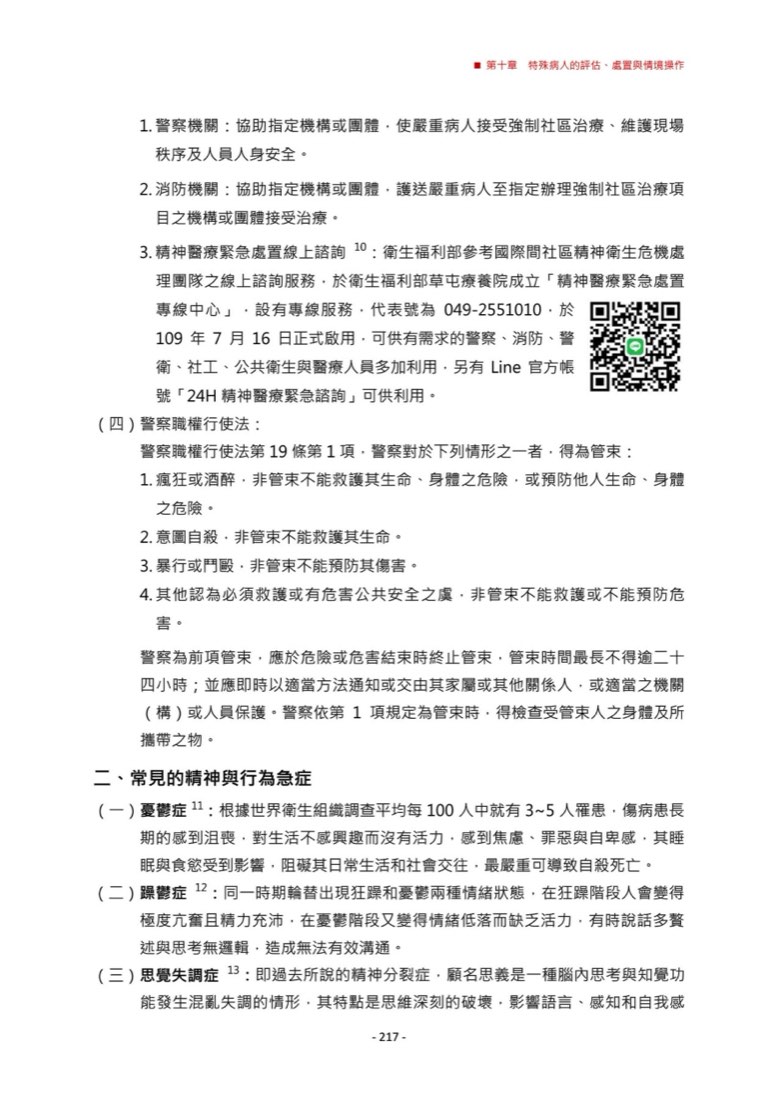 ■ 第十章 特殊病人的評估、處置與情境操作
1. 警察機關：協助指定機構或團體，使嚴重病人接受強制社區治療、維護現場
秩序及人員人身安全。
2. 消防機關：協助指定機構或團體，護送嚴重病人至指定辦理強制社區治療項
目之機構或團體接受治療。
3. 精神醫療緊急處置線上諮詢 10：衛生福利部參考國際間社區精神衛生危機處
理團隊之線上諮詢服務，於衛生福利部草屯療養院成立「精神醫療緊急處置
專線中心」，設有專線服務，代表號為 049-2551010，於
109 年 7 月 16 日正式啟用，可供有需求的警察、消防、警
衛、社工、公共衛生與醫療人員多加利用，另有 Line 官方帳
號「24H 精神醫療緊急諮詢」可供利用。
（四）警察職權行使法：
警察職權行使法第 19 條第 1 項，警察對於下列情形之一者，得為管束：
1. 瘋狂或酒醉，非管束不能救護其生命、身體之危險，或預防他人生命、身體
之危險。
2. 意圖自殺，非管束不能救護其生命。
3. 暴行或鬥毆，非管束不能預防其傷害。
4. 其他認為必須救護或有危害公共安全之虞，非管束不能救護或不能預防危
害。
警察為前項管束，應於危險或危害結束時終止管束，管束時間最長不得逾二十
四小時；並應即時以適當方法通知或交由其家屬或其他關係人，或適當之機關
（構）或人員保護。警察依第 1 項規定為管束時，得檢查受管束人之身體及所
攜帶之物。
二、常見的精神與行為急症
（一）憂鬱症 11：根據世界衛生組織調查平均每 100 人中就有 3~5 人罹患，傷病患長
期的感到沮喪，對生活不感興趣而沒有活力，感到焦慮、罪惡與自卑感，其睡
眠與食慾受到影響，阻礙其日常生活和社會交往，最嚴重可導致自殺死亡。
（二）躁鬱症 12：同一時期輪替出現狂躁和憂鬱兩種情緒狀態，在狂躁階段人會變得
極度亢奮且精力充沛，在憂鬱階段又變得情緒低落而缺乏活力，有時說話多贅
述與思考無邏輯，造成無法有效溝通。
（三）思覺失調症 13：即過去所說的精神分裂症，顧名思義是一種腦內思考與知覺功
能發生混亂失調的情形，其特點是思維深刻的破壞，影響語言、感知和自我感
- 217 -